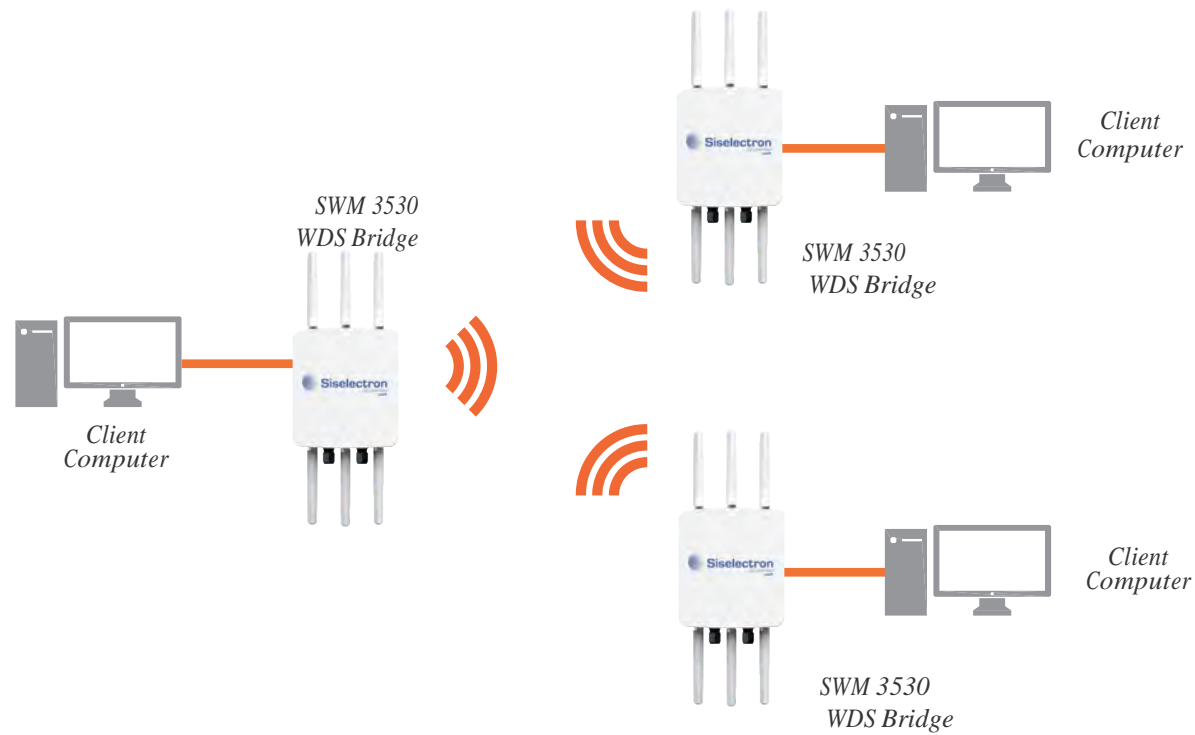 Siselectron
Client
Computer
SWM 3530
WDS Bridge
SWM 3530
WDS Bridge
Siselectron
Client
Computer
Siselectron
Client
Computer
SWM 3530
WDS Bridge